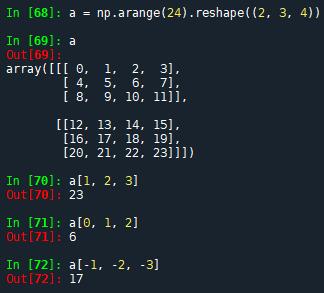 In [68]: a = np.arange(24).reshape((2, 3, 4))
In [69]: a
Out[69]:
array([[[ 0,  1,  2,  3],
        [ 4,  5,  6,  7],
        [ 8,  9, 10, 11]],
       [[12, 13, 14, 15],
        [16, 17, 18, 19],
        [20, 21, 22, 23]]])
In [70]: a[1, 2, 3]
Out[70]: 23
In [71]: a[0, 1, 2]
Out[71]: 6
In [72]: a[-1, -2, -3]
Out[72]: 17